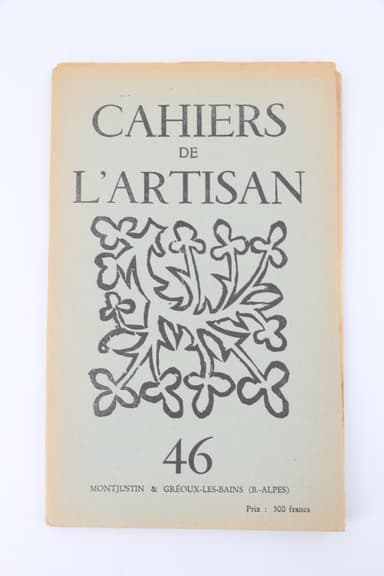 CAHIERS
DE
L'ARTISAN
46
MONTJUSTIN & GRÉOUX-LES-BAINS (B.-ALPES)
Prix : 300 francs